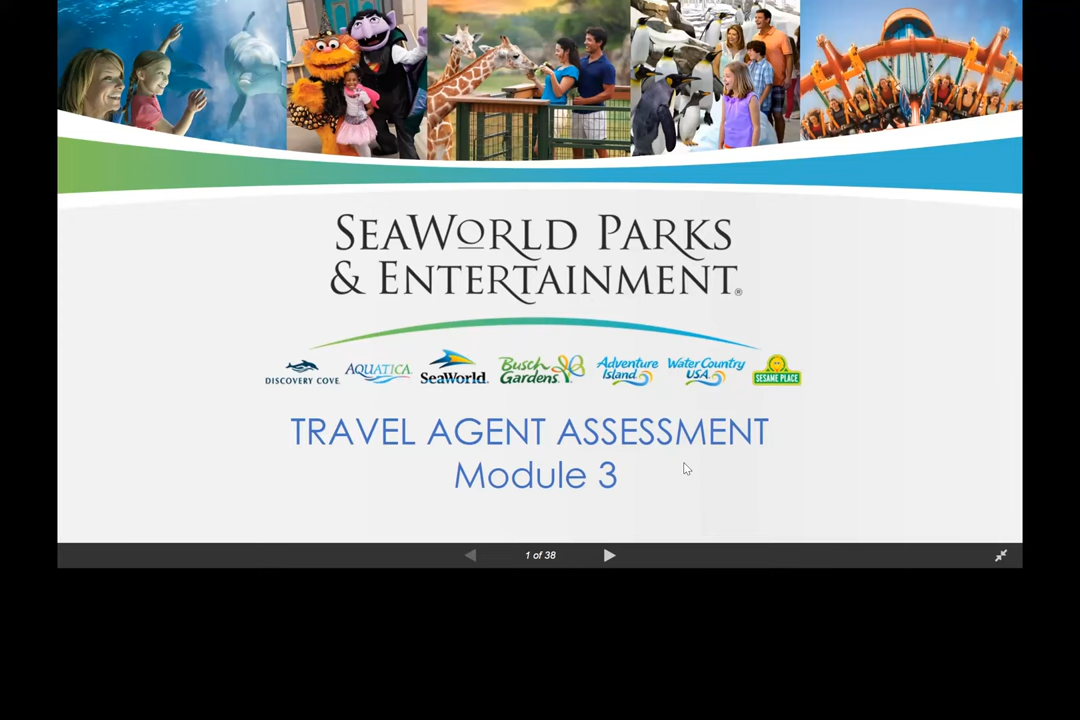 SEAWORLD PARKS
& ENTERTAINMENT®
DISCOVERY COVE AQUATICA SeaWorld Busch Gardens Adventure Island Water Country USA SESAME PLACE
TRAVEL AGENT ASSESSMENT
Module 3
1 of 38